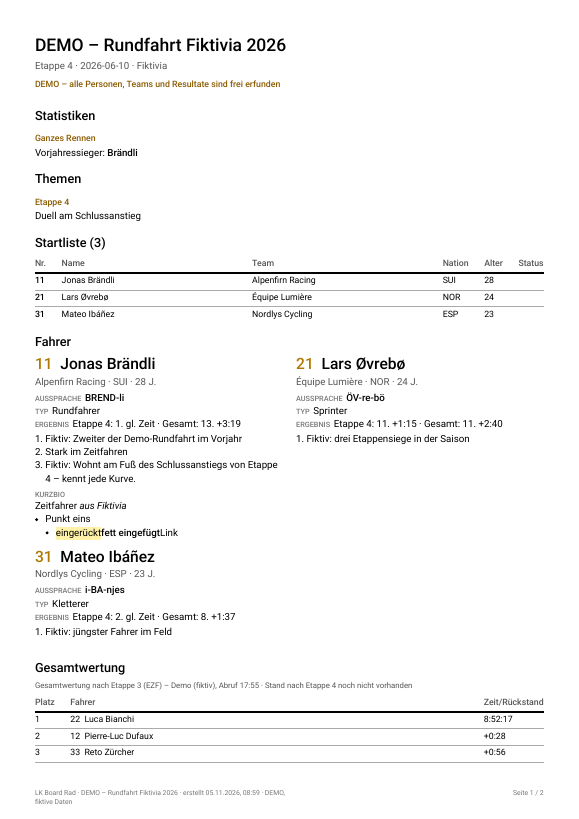 DEMO – Rundfahrt Fiktivia 2026
Etappe 4 · 2026-06-10 · Fiktivia
DEMO – alle Personen, Teams und Resultate sind frei erfunden
Statistiken
Ganzes Rennen
Vorjahressieger: Brändli
Themen
Etappe 4
Duell am Schlussanstieg
Startliste (3)
Nr. Name Team Nation Alter Status
11 Jonas Brändli Alpenfirn Racing SUI 28
21 Lars Øvrebø Équipe Lumière NOR 24
31 Mateo Ibáñez Nordlys Cycling ESP 23
Fahrer
11 Jonas Brändli
Alpenfirn Racing · SUI · 28 J.
AUSSPRACHE BREND-li
TYP Rundfahrer
ERGEBNIS Etappe 4: 1. gl. Zeit · Gesamt: 13. +3:19
1. Fiktiv: Zweiter der Demo-Rundfahrt im Vorjahr
2. Stark im Zeitfahren
3. Fiktiv: Wohnt am Fuß des Schlussanstiegs von Etappe
4 – kennt jede Kurve.
KURZBIO
Zeitfahrer aus Fiktivia
• Punkt eins
• eingerücktfett eingefügtLink
21 Lars Øvrebø
Équipe Lumière · NOR · 24 J.
AUSSPRACHE ÖV-re-bö
TYP Sprinter
ERGEBNIS Etappe 4: 11. +1:15 · Gesamt: 11. +2:40
1. Fiktiv: drei Etappensiege in der Saison
31 Mateo Ibáñez
Nordlys Cycling · ESP · 23 J.
AUSSPRACHE i-BA-njes
TYP Kletterer
ERGEBNIS Etappe 4: 2. gl. Zeit · Gesamt: 8. +1:37
1. Fiktiv: jüngster Fahrer im Feld
Gesamtwertung
Gesamtwertung nach Etappe 3 (EZF) – Demo (fiktiv), Abruf 17:55 · Stand nach Etappe 4 noch nicht vorhanden
Platz Fahrer Zeit/Rückstand
1 22 Luca Bianchi 8:52:17
2 12 Pierre-Luc Dufaux +0:28
3 33 Reto Zürcher +0:56
LK Board Rad · DEMO – Rundfahrt Fiktivia 2026 · erstellt 05.11.2026, 08:59 · DEMO,
fiktive Daten
Seite 1 / 2